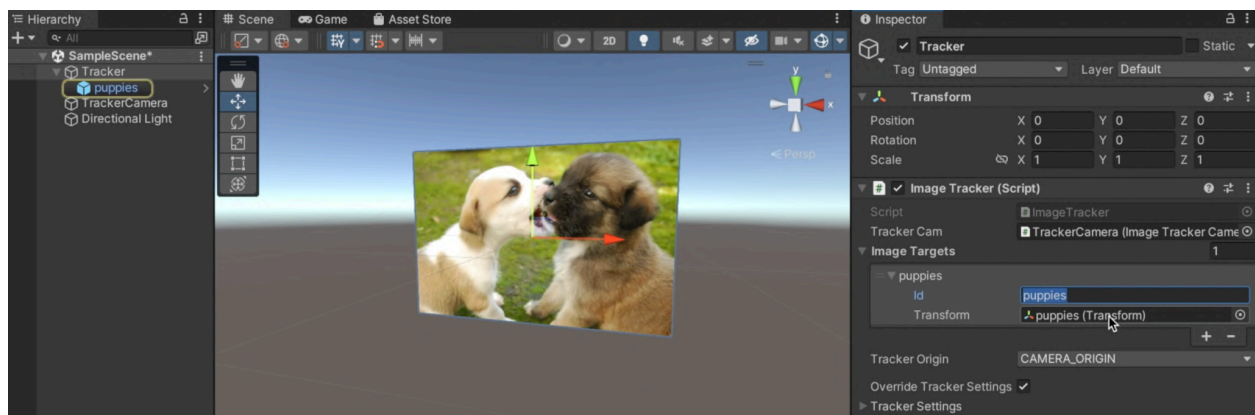 Hierarchy
All
SampleScene*
Tracker
puppies
TrackerCamera
Directional Light
Scene Game Asset Store
2D
y
x
Persp
Inspector
Tracker Static
Tag Untagged Layer Default
Transform
Position X 0 Y 0 Z 0
Rotation X 0 Y 0 Z 0
Scale X 1 Y 1 Z 1
# Image Tracker (Script)
Script ImageTracker
Tracker Cam TrackerCamera (Image Tracker Came
Image Targets 1
puppies
Id puppies
Transform puppies (Transform)
+ -
Tracker Origin CAMERA_ORIGIN
Override Tracker Settings
Tracker Settings